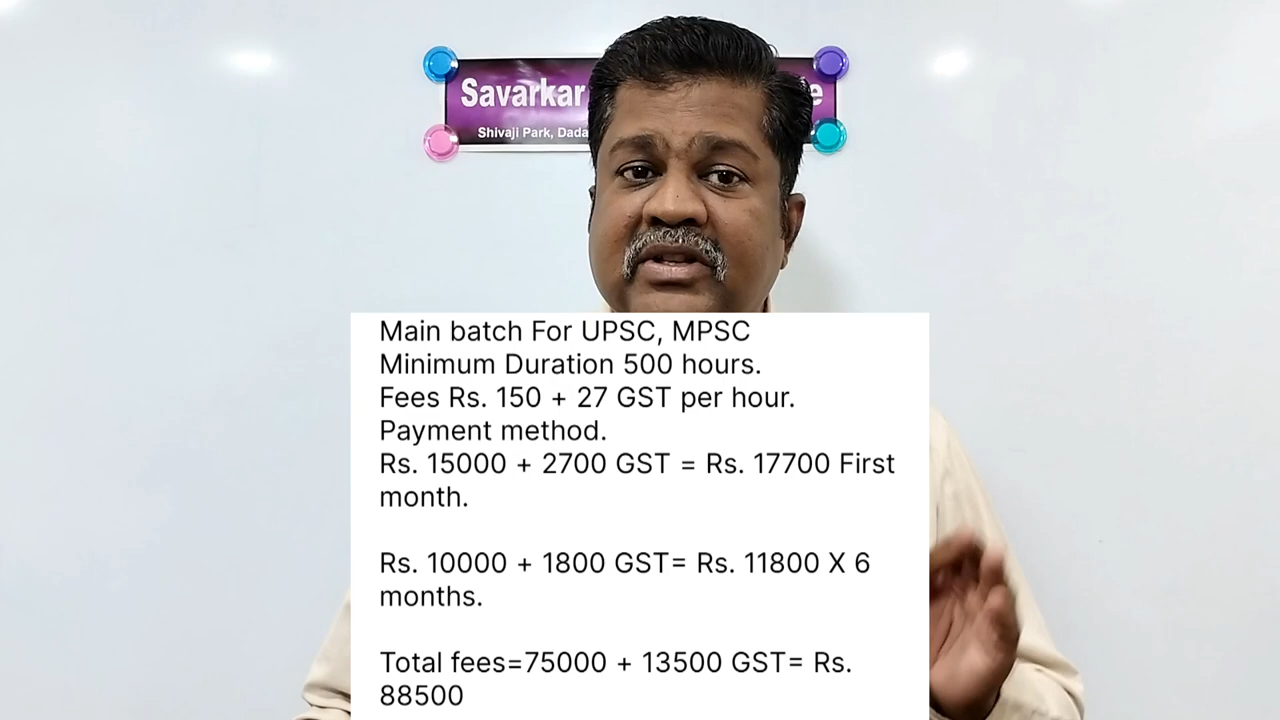 Savarkar
Shivaji Park,
Main batch For UPSC, MPSC
Minimum Duration 500 hours.
Fees Rs. 150 + 27 GST per hour.
Payment method.
Rs. 15000 + 2700 GST = Rs. 17700 First
month.
Rs. 10000 + 1800 GST= Rs. 11800 X 6
months.
Total fees=75000 + 13500 GST= Rs.
88500